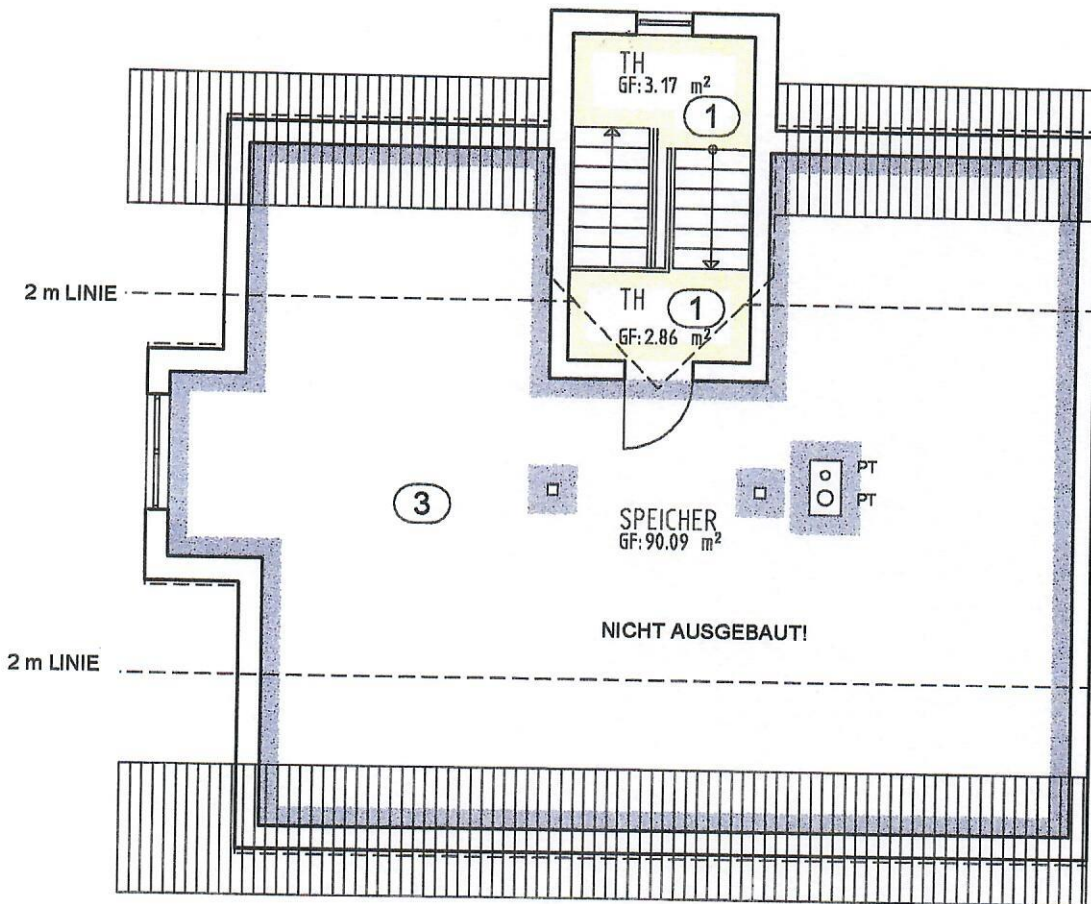 TH
GF: 3.17 m²
1
2 m LINIE
TH
1
GF: 2.86 m²
3
PT
PT
SPEICHER
GF: 90.09 m²
NICHT AUSGEBAUT!
2 m LINIE